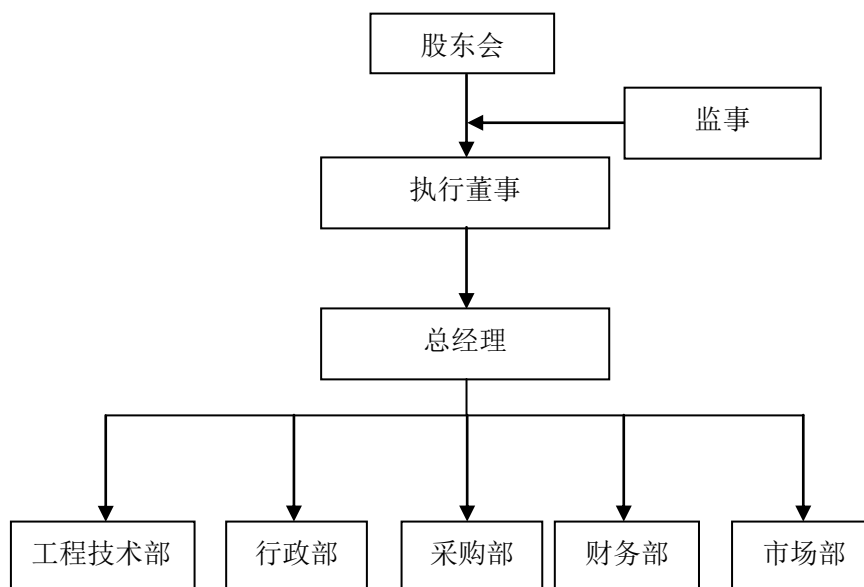 股东会
监事
执行董事
总经理
工程技术部
行政部
采购部
财务部
市场部